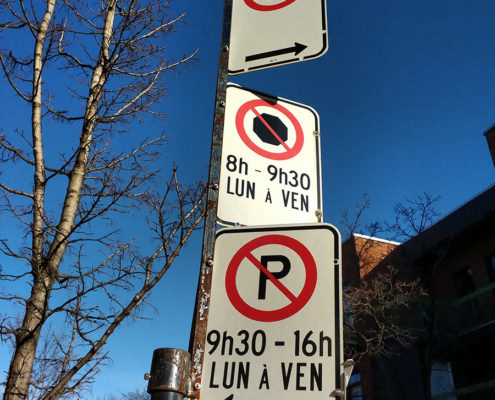 8h - 9h30
LUN À VEN
P
9h30 - 16h
LUN À VEN